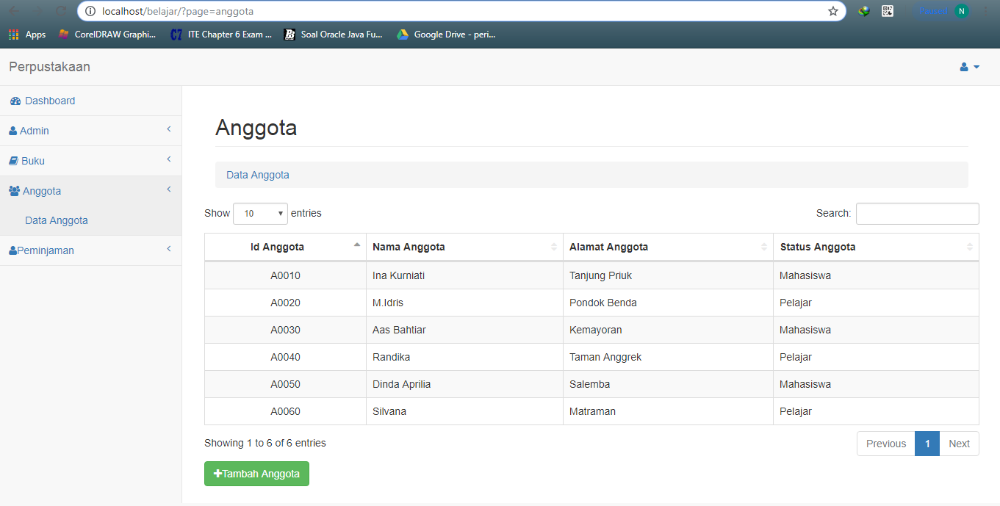 localhost/belajar/?page=anggota
Paused N
Apps CorelDRAW Graphi... C7 ITE Chapter 6 Exam ... Soal Oracle Java Fu... Google Drive - peri...
Perpustakaan
Dashboard
Admin
Buku
Anggota
Data Anggota
Peminjaman
Anggota
Data Anggota
Show 10 entries Search:
Id Anggota Nama Anggota Alamat Anggota Status Anggota
A0010 Ina Kurniati Tanjung Priuk Mahasiswa
A0020 M.Idris Pondok Benda Pelajar
A0030 Aas Bahtiar Kemayoran Mahasiswa
A0040 Randika Taman Anggrek Pelajar
A0050 Dinda Aprilia Salemba Mahasiswa
A0060 Silvana Matraman Pelajar
Showing 1 to 6 of 6 entries Previous 1 Next
+Tambah Anggota